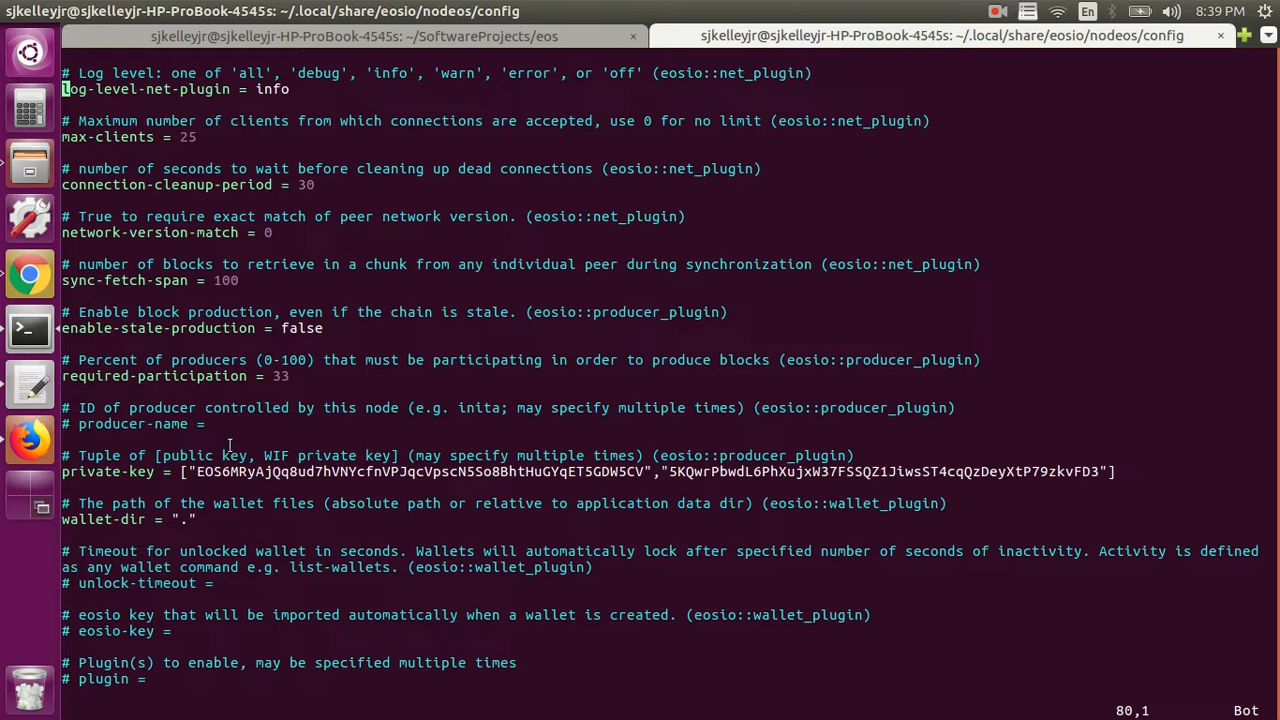 sjkelleyjr@sjkelleyjr-HP-ProBook-4545s: ~/.local/share/eosio/nodeos/config
En
8:39 PM
sjkelleyjr@sjkelleyjr-HP-ProBook-4545s: ~/SoftwareProjects/eos
sjkelleyjr@sjkelleyjr-HP-ProBook-4545s: ~/.local/share/eosio/nodeos/config
# Log level: one of 'all', 'debug', 'info', 'warn', 'error', or 'off' (eosio::net_plugin)
log-level-net-plugin = info
# Maximum number of clients from which connections are accepted, use 0 for no limit (eosio::net_plugin)
max-clients = 25
# number of seconds to wait before cleaning up dead connections (eosio::net_plugin)
connection-cleanup-period = 30
# True to require exact match of peer network version. (eosio::net_plugin)
network-version-match = 0
# number of blocks to retrieve in a chunk from any individual peer during synchronization (eosio::net_plugin)
sync-fetch-span = 100
# Enable block production, even if the chain is stale. (eosio::producer_plugin)
enable-stale-production = false
# Percent of producers (0-100) that must be participating in order to produce blocks (eosio::producer_plugin)
required-participation = 33
# ID of producer controlled by this node (e.g. inita; may specify multiple times) (eosio::producer_plugin)
# producer-name =
# Tuple of [public key, WIF private key] (may specify multiple times) (eosio::producer_plugin)
private-key = ["EOS6MRyAjQq8ud7hVNYcfnVPJqcVpscN5So8BhtHuGYqET5GDW5CV","5KQwrPbwdL6PhXujxW37FSSQZ1JiwsST4cqQzDeyXtP79zkvFD3"]
# The path of the wallet files (absolute path or relative to application data dir) (eosio::wallet_plugin)
wallet-dir = "."
# Timeout for unlocked wallet in seconds. Wallets will automatically lock after specified number of seconds of inactivity. Activity is defined
as any wallet command e.g. list-wallets. (eosio::wallet_plugin)
# unlock-timeout =
# eosio key that will be imported automatically when a wallet is created. (eosio::wallet_plugin)
# eosio-key =
# Plugin(s) to enable, may be specified multiple times
# plugin =
80,1 Bot